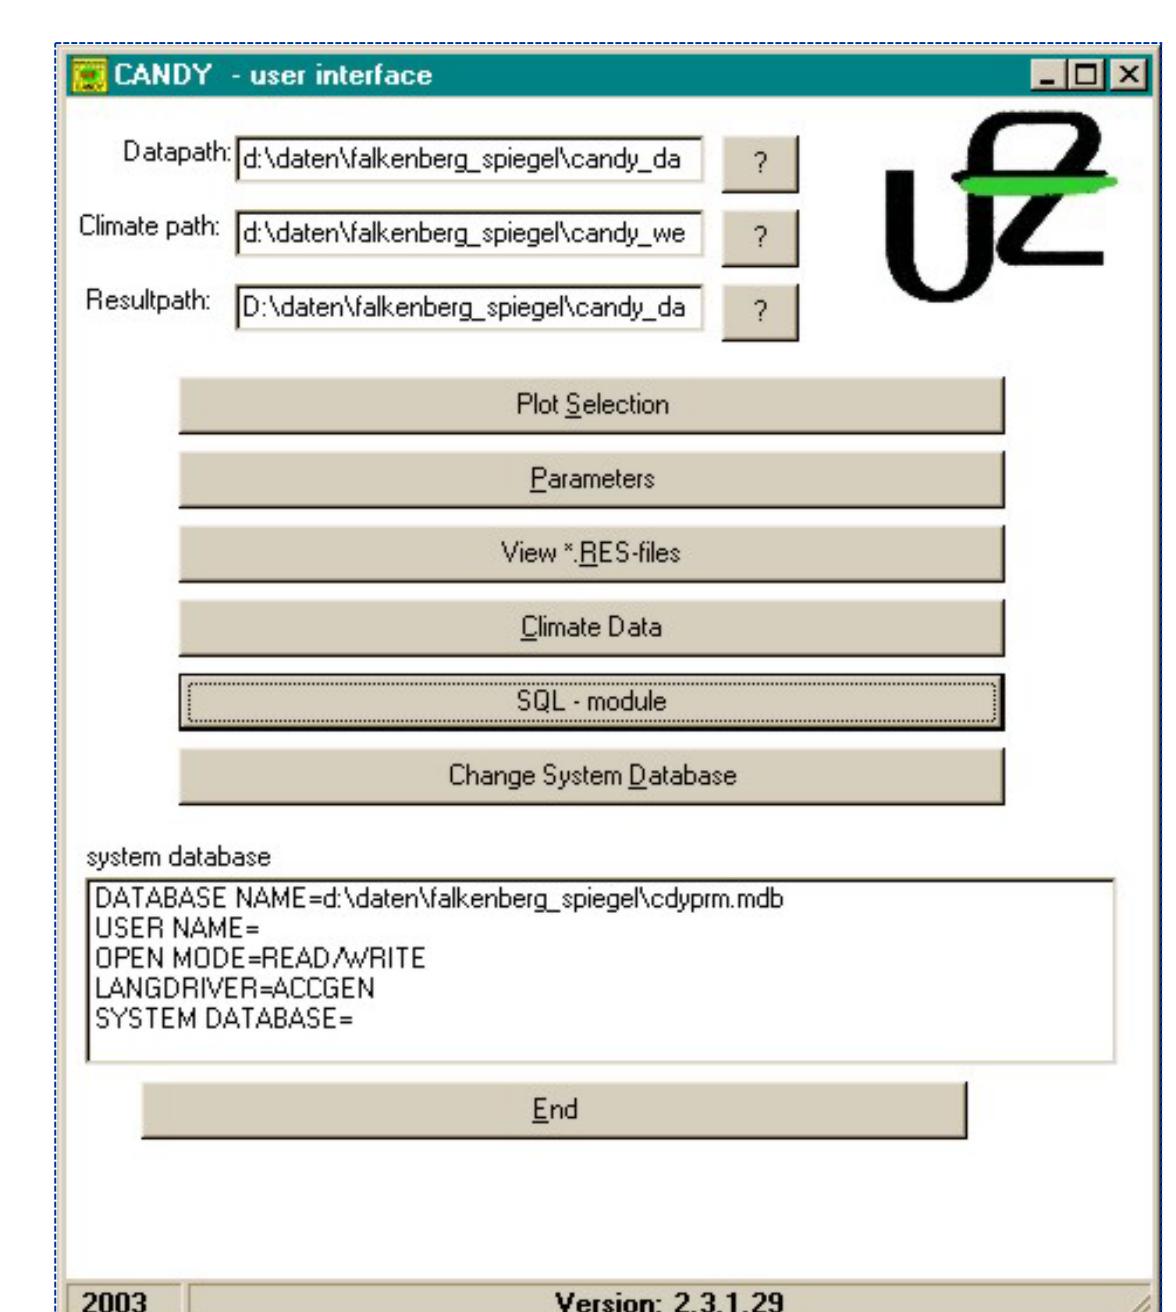 CANDY - user interface
Datapath: d:\daten\falkenberg_spiegel\candy_da ?
Climate path: d:\daten\falkenberg_spiegel\candy_we ?
Resultpath: D:\daten\falkenberg_spiegel\candy_da ?
UFZ
Plot Selection
Parameters
View *.RES-files
Climate Data
SQL - module
Change System Database
system database
DATABASE NAME=d:\daten\falkenberg_spiegel\cdyprm.mdb
USER NAME=
OPEN MODE=READ/WRITE
LANGDRIVER=ACCGEN
SYSTEM DATABASE=
End
2003 Version: 2.3.1.29